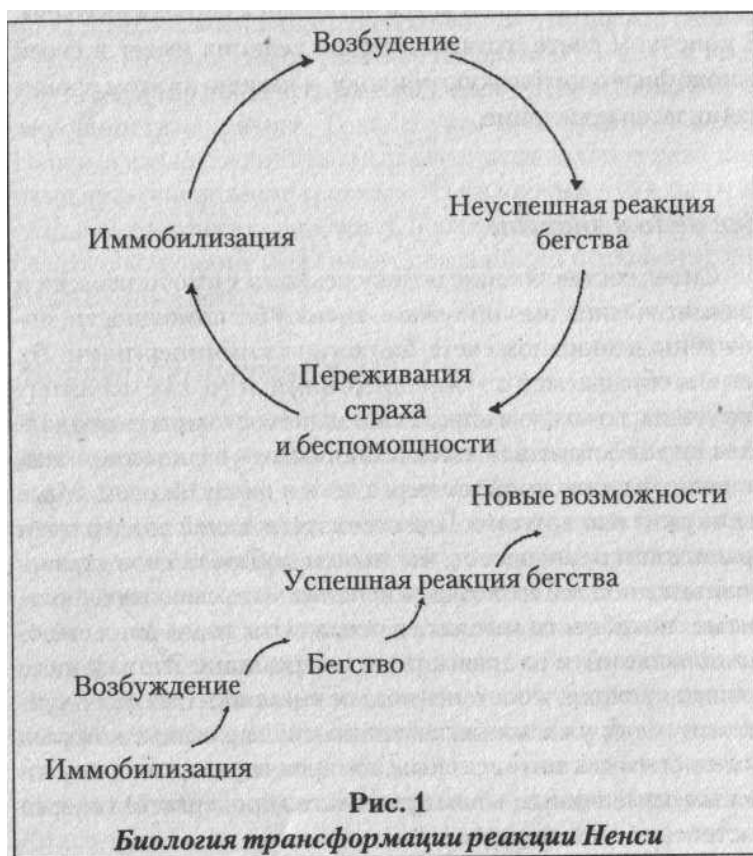 Возбудение
Неуспешная реакция
бегства
Переживания
страха
и беспомощности
Иммобилизация
Новые возможности
Успешная реакция бегства
Бегство
Возбуждение
Иммобилизация
Рис. 1
Биология трансформации реакции Ненси